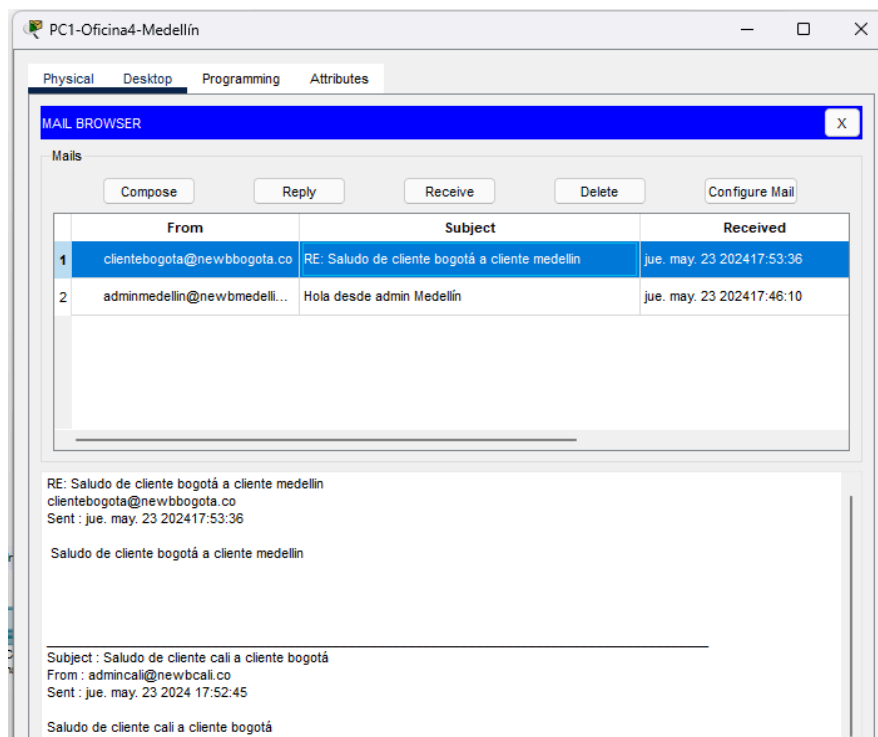 PC1-Oficina4-Medellín
Physical Desktop Programming Attributes
MAIL BROWSER X
Mails
Compose Reply Receive Delete Configure Mail
From Subject Received
1 clientebogota@newbbogota.co RE: Saludo de cliente bogotá a cliente medellin jue. may. 23 202417:53:36
2 adminmedellin@newbmedelli... Hola desde admin Medellín jue. may. 23 202417:46:10
RE: Saludo de cliente bogotá a cliente medellin
clientebogota@newbbogota.co
Sent : jue. may. 23 202417:53:36
Saludo de cliente bogotá a cliente medellin
Subject : Saludo de cliente cali a cliente bogotá
From : admincali@newbcali.co
Sent : jue. may. 23 2024 17:52:45
Saludo de cliente cali a cliente bogotá